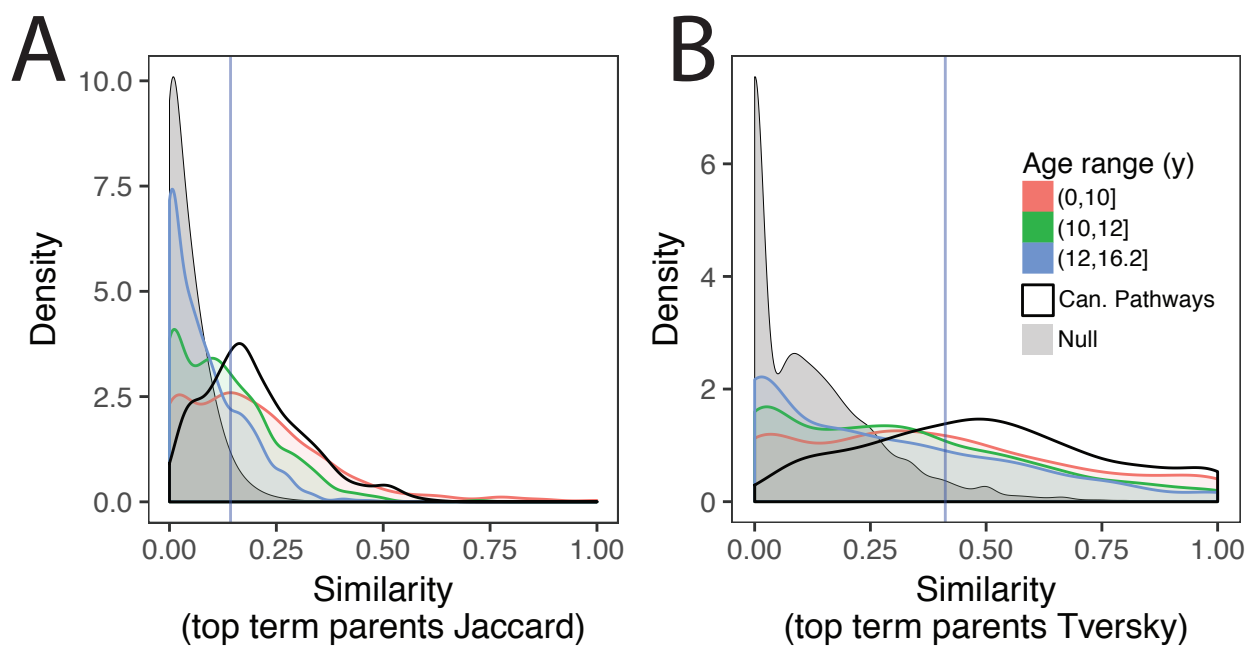 A
10.0
7.5
5.0
2.5
0.0
Density
0.00
0.25
0.50
0.75
1.00
Similarity
(top term parents Jaccard)
B
6
4
2
0
Density
0.00
0.25
0.50
0.75
1.00
Similarity
(top term parents Tversky)
Age range (y)
(0,10]
(10,12]
(12,16.2]
Can. Pathways
Null